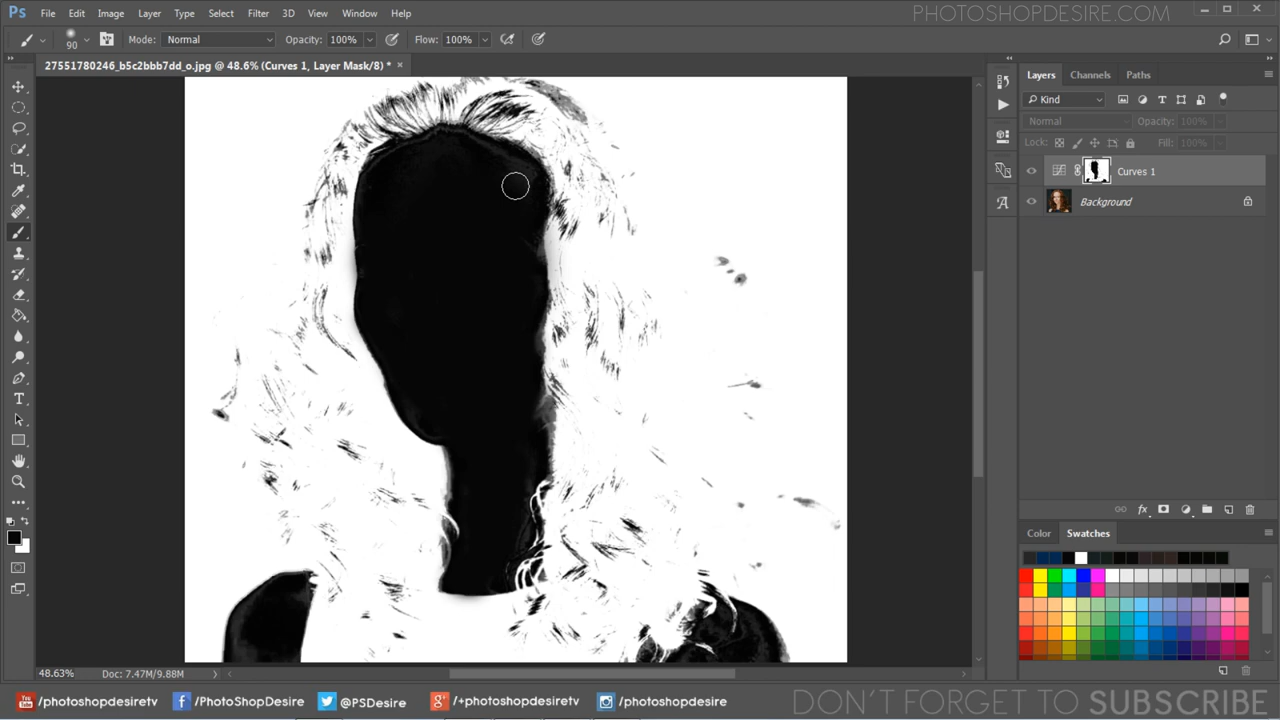 Ps File Edit Image Layer Type Select Filter 3D View Window Help
PHOTOSHOPDESIRE.COM
90 Mode: Normal Opacity: 100% Flow: 100%
27551780246_b5c2bbb7dd_o.jpg @ 48.6% (Curves 1, Layer Mask/8) *
Layers Channels Paths
Kind
Normal Opacity: 100%
Lock: Fill: 100%
Curves 1
Background
fx
Color Swatches
48.63% Doc: 7.47M/9.88M
You Tube /photoshopdesiretv /PhotoShopDesire @PSDesire /+photoshopdesiretv /photoshopdesire
DON'T FORGET TO SUBSCRIBE